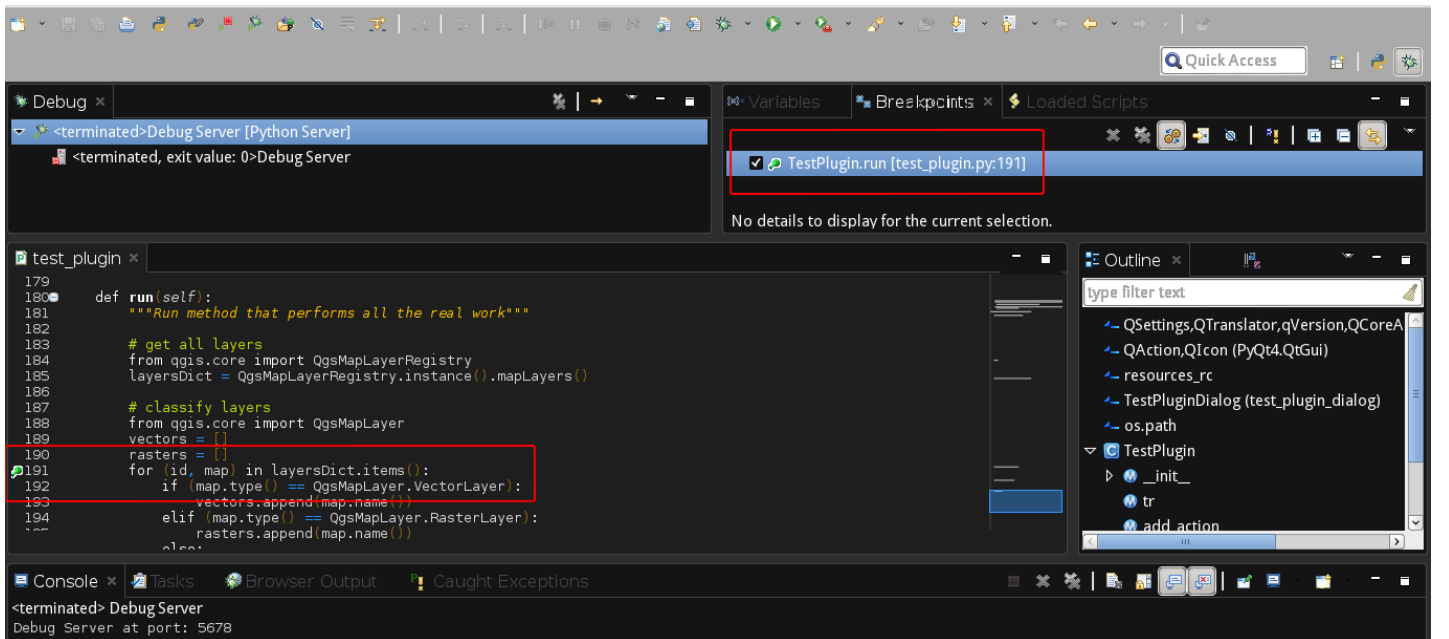 Quick Access
Debug
Variables
Breakpoints
Loaded Scripts
<terminated>Debug Server [Python Server]
<terminated, exit value: 0>Debug Server
TestPlugin.run [test_plugin.py:191]
No details to display for the current selection.
test_plugin
179
180 def run(self):
181 """Run method that performs all the real work"""
182
183 # get all layers
184 from qgis.core import QgsMapLayerRegistry
185 layersDict = QgsMapLayerRegistry.instance().mapLayers()
186
187 # classify layers
188 from qgis.core import QgsMapLayer
189 vectors = []
190 rasters = []
191 for (id, map) in layersDict.items():
192 if (map.type() == QgsMapLayer.VectorLayer):
193 vectors.append(map.name())
194 elif (map.type() == QgsMapLayer.RasterLayer):
rasters.append(map.name())
else:
Outline
type filter text
QSettings,QTranslator,qVersion,QCoreA
QAction,QIcon (PyQt4.QtGui)
resources_rc
TestPluginDialog (test_plugin_dialog)
os.path
TestPlugin
__init__
tr
add_action
Console
Tasks
Browser Output
Caught Exceptions
<terminated> Debug Server
Debug Server at port: 5678